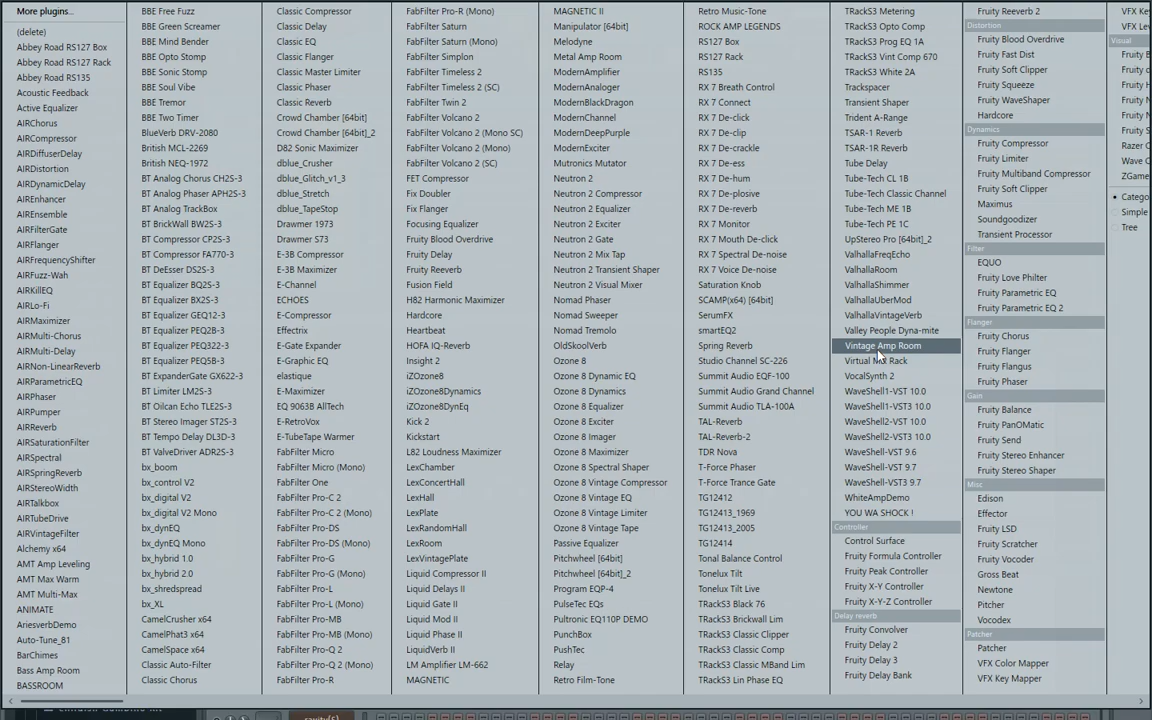 More plugins...
(delete)
Abbey Road RS127 Box
Abbey Road RS127 Rack
Abbey Road RS135
Acoustic Feedback
Active Equalizer
AIRChorus
AIRCompressor
AIRDiffuserDelay
AIRDistortion
AIRDynamicDelay
AIREnhancer
AIREnsemble
AIRFilterGate
AIRFlanger
AIRFrequencyShifter
AIRFuzz-Wah
AIRKillEQ
AIRLo-Fi
AIRMaximizer
AIRMulti-Chorus
AIRMulti-Delay
AIRNon-LinearReverb
AIRParametricEQ
AIRPhaser
AIRPumper
AIRReverb
AIRSaturationFilter
AIRSpectral
AIRSpringReverb
AIRStereoWidth
AIRTalkbox
AIRTubeDrive
AIRVintageFilter
Alchemy x64
AMT Amp Leveling
AMT Max Warm
AMT Multi-Max
ANIMATE
AriesverbDemo
Auto-Tune_81
BarChimes
Bass Amp Room
BASSROOM
BBE Free Fuzz
BBE Green Screamer
BBE Mind Bender
BBE Opto Stomp
BBE Sonic Stomp
BBE Soul Vibe
BBE Tremor
BBE Two Timer
BlueVerb DRV-2080
British MCL-2269
British NEQ-1972
BT Analog Chorus CH2S-3
BT Analog Phaser APH2S-3
BT Analog TrackBox
BT BrickWall BW2S-3
BT Compressor CP2S-3
BT Compressor FA770-3
BT DeEsser DS2S-3
BT Equalizer BQ2S-3
BT Equalizer BX2S-3
BT Equalizer GEQ12-3
BT Equalizer PEQ2B-3
BT Equalizer PEQ322-3
BT Equalizer PEQ5B-3
BT ExpanderGate GX622-3
BT Limiter LM2S-3
BT Oilcan Echo TLE2S-3
BT Stereo Imager ST2S-3
BT Tempo Delay DL3D-3
BT ValveDriver ADR2S-3
bx_boom
bx_control V2
bx_digital V2
bx_digital V2 Mono
bx_dynEQ
bx_dynEQ Mono
bx_hybrid 1.0
bx_hybrid 2.0
bx_shredspread
bx_XL
CamelCrusher x64
CamelPhat3 x64
CamelSpace x64
Classic Auto-Filter
Classic Chorus
Classic Compressor
Classic Delay
Classic EQ
Classic Flanger
Classic Master Limiter
Classic Phaser
Classic Reverb
Crowd Chamber [64bit]
Crowd Chamber [64bit]_2
D82 Sonic Maximizer
dblue_Crusher
dblue_Glitch_v1_3
dblue_Stretch
dblue_TapeStop
Drawmer 1973
Drawmer S73
E-3B Compressor
E-3B Maximizer
E-Channel
ECHOES
E-Compressor
Effectrix
E-Gate Expander
E-Graphic EQ
elastique
E-Maximizer
EQ 9063B AllTech
E-RetroVox
E-TubeTape Warmer
FabFilter Micro
FabFilter Micro (Mono)
FabFilter One
FabFilter Pro-C 2
FabFilter Pro-C 2 (Mono)
FabFilter Pro-DS
FabFilter Pro-DS (Mono)
FabFilter Pro-G
FabFilter Pro-G (Mono)
FabFilter Pro-L
FabFilter Pro-L (Mono)
FabFilter Pro-MB
FabFilter Pro-MB (Mono)
FabFilter Pro-Q 2
FabFilter Pro-Q 2 (Mono)
FabFilter Pro-R
FabFilter Pro-R (Mono)
FabFilter Saturn
FabFilter Saturn (Mono)
FabFilter Simplon
FabFilter Timeless 2
FabFilter Timeless 2 (SC)
FabFilter Twin 2
FabFilter Volcano 2
FabFilter Volcano 2 (Mono SC)
FabFilter Volcano 2 (Mono)
FabFilter Volcano 2 (SC)
FET Compressor
Fix Doubler
Fix Flanger
Focusing Equalizer
Fruity Blood Overdrive
Fruity Delay
Fruity Reeverb
Fusion Field
H82 Harmonic Maximizer
Hardcore
Heartbeat
HOFA IQ-Reverb
Insight 2
iZOzone8
iZOzone8Dynamics
iZOzone8DynEq
Kick 2
Kickstart
L82 Loudness Maximizer
LexChamber
LexConcertHall
LexHall
LexPlate
LexRandomHall
LexRoom
LexVintagePlate
Liquid Compressor II
Liquid Delays II
Liquid Gate II
Liquid Mod II
Liquid Phase II
LiquidVerb II
LM Amplifier LM-662
MAGNETIC
MAGNETIC II
Manipulator [64bit]
Melodyne
Metal Amp Room
ModernAmplifier
ModernAnaloger
ModernBlackDragon
ModernChannel
ModernDeepPurple
ModernExciter
Mutronics Mutator
Neutron 2
Neutron 2 Compressor
Neutron 2 Equalizer
Neutron 2 Exciter
Neutron 2 Gate
Neutron 2 Mix Tap
Neutron 2 Transient Shaper
Neutron 2 Visual Mixer
Nomad Phaser
Nomad Sweeper
Nomad Tremolo
OldSkoolVerb
Ozone 8
Ozone 8 Dynamic EQ
Ozone 8 Dynamics
Ozone 8 Equalizer
Ozone 8 Exciter
Ozone 8 Imager
Ozone 8 Maximizer
Ozone 8 Spectral Shaper
Ozone 8 Vintage Compressor
Ozone 8 Vintage EQ
Ozone 8 Vintage Limiter
Ozone 8 Vintage Tape
Passive Equalizer
Pitchwheel [64bit]
Pitchwheel [64bit]_2
Program EQP-4
PulseTec EQs
Pultronic EQ110P DEMO
PunchBox
PushTec
Relay
Retro Film-Tone
Retro Music-Tone
ROCK AMP LEGENDS
RS127 Box
RS127 Rack
RS135
RX 7 Breath Control
RX 7 Connect
RX 7 De-click
RX 7 De-clip
RX 7 De-crackle
RX 7 De-ess
RX 7 De-hum
RX 7 De-plosive
RX 7 De-reverb
RX 7 Monitor
RX 7 Mouth De-click
RX 7 Spectral De-noise
RX 7 Voice De-noise
Saturation Knob
SCAMP(x64) [64bit]
SerumFX
smartEQ2
Spring Reverb
Studio Channel SC-226
Summit Audio EQF-100
Summit Audio Grand Channel
Summit Audio TLA-100A
TAL-Reverb
TAL-Reverb-2
TDR Nova
T-Force Phaser
T-Force Trance Gate
TG12412
TG12413_1969
TG12413_2005
TG12414
Tonal Balance Control
Tonelux Tilt
Tonelux Tilt Live
TRackS3 Black 76
TRackS3 Brickwall Lim
TRackS3 Classic Clipper
TRackS3 Classic Comp
TRackS3 Classic MBand Lim
TRackS3 Lin Phase EQ
TRackS3 Metering
TRackS3 Opto Comp
TRackS3 Prog EQ 1A
TRackS3 Vint Comp 670
TRackS3 White 2A
Trackspacer
Transient Shaper
Trident A-Range
TSAR-1 Reverb
TSAR-1R Reverb
Tube Delay
Tube-Tech CL 1B
Tube-Tech Classic Channel
Tube-Tech ME 1B
Tube-Tech PE 1C
UpStereo Pro [64bit]_2
ValhallaFreqEcho
ValhallaRoom
ValhallaShimmer
ValhallaUberMod
ValhallaVintageVerb
Valley People Dyna-mite
Vintage Amp Room
Virtual Mix Rack
VocalSynth 2
WaveShell1-VST 10.0
WaveShell1-VST3 10.0
WaveShell2-VST 10.0
WaveShell2-VST3 10.0
WaveShell-VST 9.6
WaveShell-VST 9.7
WaveShell-VST3 9.7
WhiteAmpDemo
YOU WA SHOCK !
Controller
Control Surface
Fruity Formula Controller
Fruity Peak Controller
Fruity X-Y Controller
Fruity X-Y-Z Controller
Delay reverb
Fruity Convolver
Fruity Delay 2
Fruity Delay 3
Fruity Delay Bank
Fruity Reeverb 2
Distortion
Fruity Blood Overdrive
Fruity Fast Dist
Fruity Soft Clipper
Fruity Squeeze
Fruity WaveShaper
Hardcore
Dynamics
Fruity Compressor
Fruity Limiter
Fruity Multiband Compressor
Fruity Soft Clipper
Maximus
Soundgoodizer
Transient Processor
Filter
EQUO
Fruity Love Philter
Fruity Parametric EQ
Fruity Parametric EQ 2
Flanger
Fruity Chorus
Fruity Flanger
Fruity Flangus
Fruity Phaser
Gain
Fruity Balance
Fruity PanOMatic
Fruity Send
Fruity Stereo Enhancer
Fruity Stereo Shaper
Misc
Edison
Effector
Fruity LSD
Fruity Scratcher
Fruity Vocoder
Gross Beat
Newtone
Pitcher
Vocodex
Patcher
Patcher
VFX Color Mapper
VFX Key Mapper
VFX K
VFX Le
Visual
Fruity B
Fruity d
Fruity H
Fruity N
Fruity N
Fruity S
Razer C
Wave C
ZGame
Catego
Simple
Tree